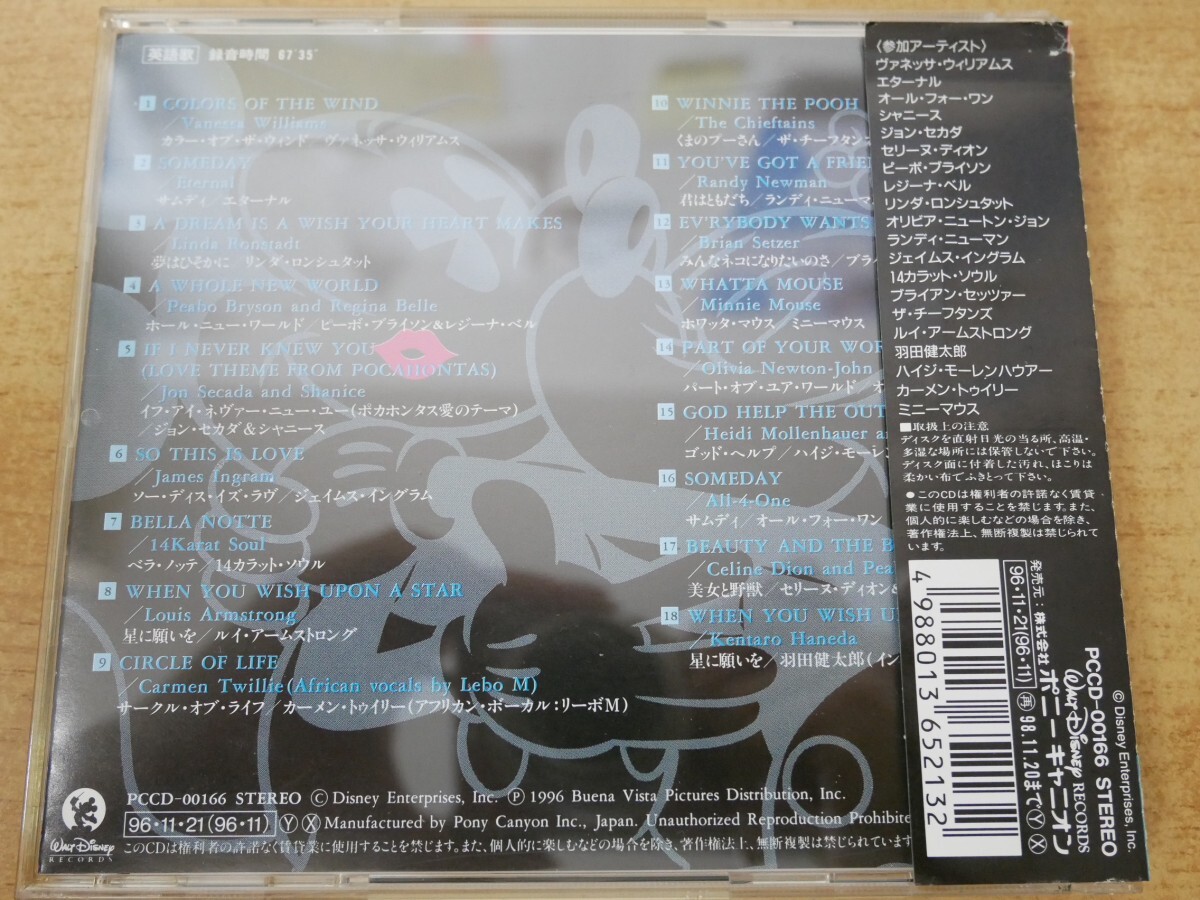 英語歌 録音時間 67'35"
1 COLORS OF THE WIND
/Vanessa Williams
カラー・オブ・ザ・ウィンド/ヴァネッサ・ウィリアムス
2 SOMEDAY
/Eternal
サムディ/エターナル
3 A DREAM IS A WISH YOUR HEART MAKES
/Linda Ronstadt
夢はひそかに/リンダ・ロンシュタット
4 A WHOLE NEW WORLD
/Peabo Bryson and Regina Belle
ホール・ニュー・ワールド/ピーボ・ブライソン&レジーナ・ベル
5 IF I NEVER KNEW YOU
(LOVE THEME FROM POCAHONTAS)
/Jon Secada and Shanice
イフ・アイ・ネヴァー・ニュー・ユー(ポカホンタス愛のテーマ)
/ジョン・セカダ&シャニース
6 SO THIS IS LOVE
/James Ingram
ソー・ディス・イズ・ラヴ/ジェイムス・イングラム
7 BELLA NOTTE
/14Karat Soul
ベラ・ノッテ/14カラット・ソウル
8 WHEN YOU WISH UPON A STAR
/Louis Armstrong
星に願いを/ルイ・アームストロング
9 CIRCLE OF LIFE
/Carmen Twillie(African vocals by Lebo M)
サークル・オブ・ライフ/カーメン・トゥイリー(アフリカン・ボーカル:リーボM)
10 WINNIE THE POOH
/The Chieftains
くまのプーさん/ザ・チーフタン
11 YOU'VE GOT A FRIE
/Randy Newman
君はともだち/ランディ・ニューマ
12 EV'RYBODY WANTS
/Brian Setzer
みんなネコになりたいのさ/ブラ
13 WHATTA MOUSE
/Minnie Mouse
ホワッタ・マウス/ミニーマウス
14 PART OF YOUR WOR
/Olivia Newton-John
パート・オブ・ユア・ワールド/オ
15 GOD HELP THE OUT
/Heidi Mollenhauer a
ゴッド・ヘルプ/ハイジ・モーレン
16 SOMEDAY
/All-4-One
サムディ/オール・フォー・ワン
17 BEAUTY AND THE B
/Celine Dion and Pea
美女と野獣/セリーヌ・ディオン&
18 WHEN YOU WISH U
/Kentaro Haneda
星に願いを/羽田健太郎(イン
PCCD-00166 STEREO © Disney Enterprises, Inc. Ⓟ 1996 Buena Vista Pictures Distribution, Inc.
96・11・21(96・11) Ⓨ Ⓧ Manufactured by Pony Canyon Inc., Japan. Unauthorized Reproduction Prohibite
このCDは権利者の許諾なく賃貸業に使用することを禁じます。また、個人的に楽しむなどの場合を除き、著作権法上、無断複製は禁じられています
WALT DISNEY
RECORDS
〈参加アーティスト〉
ヴァネッサ・ウィリアムス
エターナル
オール・フォー・ワン
シャニース
ジョン・セカダ
セリーヌ・ディオン
ピーボ・ブライソン
レジーナ・ベル
リンダ・ロンシュタット
オリビア・ニュートン・ジョン
ランディ・ニューマン
ジェイムス・イングラム
14カラット・ソウル
ブライアン・セッツァー
ザ・チーフタンズ
ルイ・アームストロング
羽田健太郎
ハイジ・モーレンハウアー
カーメン・トゥイリー
ミニーマウス
■取扱上の注意
ディスクを直射日光の当る所、高温・
多湿な場所には保管しないで下さい。
ディスク面に付着した汚れ、ほこりは
柔かい布でふきとって下さい。
●このCDは権利者の許諾なく賃貸
業に使用することを禁じます。また、
個人的に楽しむなどの場合を除き、
著作権法上、無断複製は禁じられて
います。
© Disney Enterprises, Inc.
PCCD-00166 STEREO
WALT DISNEY RECORDS
発売元:株式会社ポニーキャニオン
96・11・21(96・11) 再 98.11.20まで Ⓨ Ⓧ
4 988013 652132